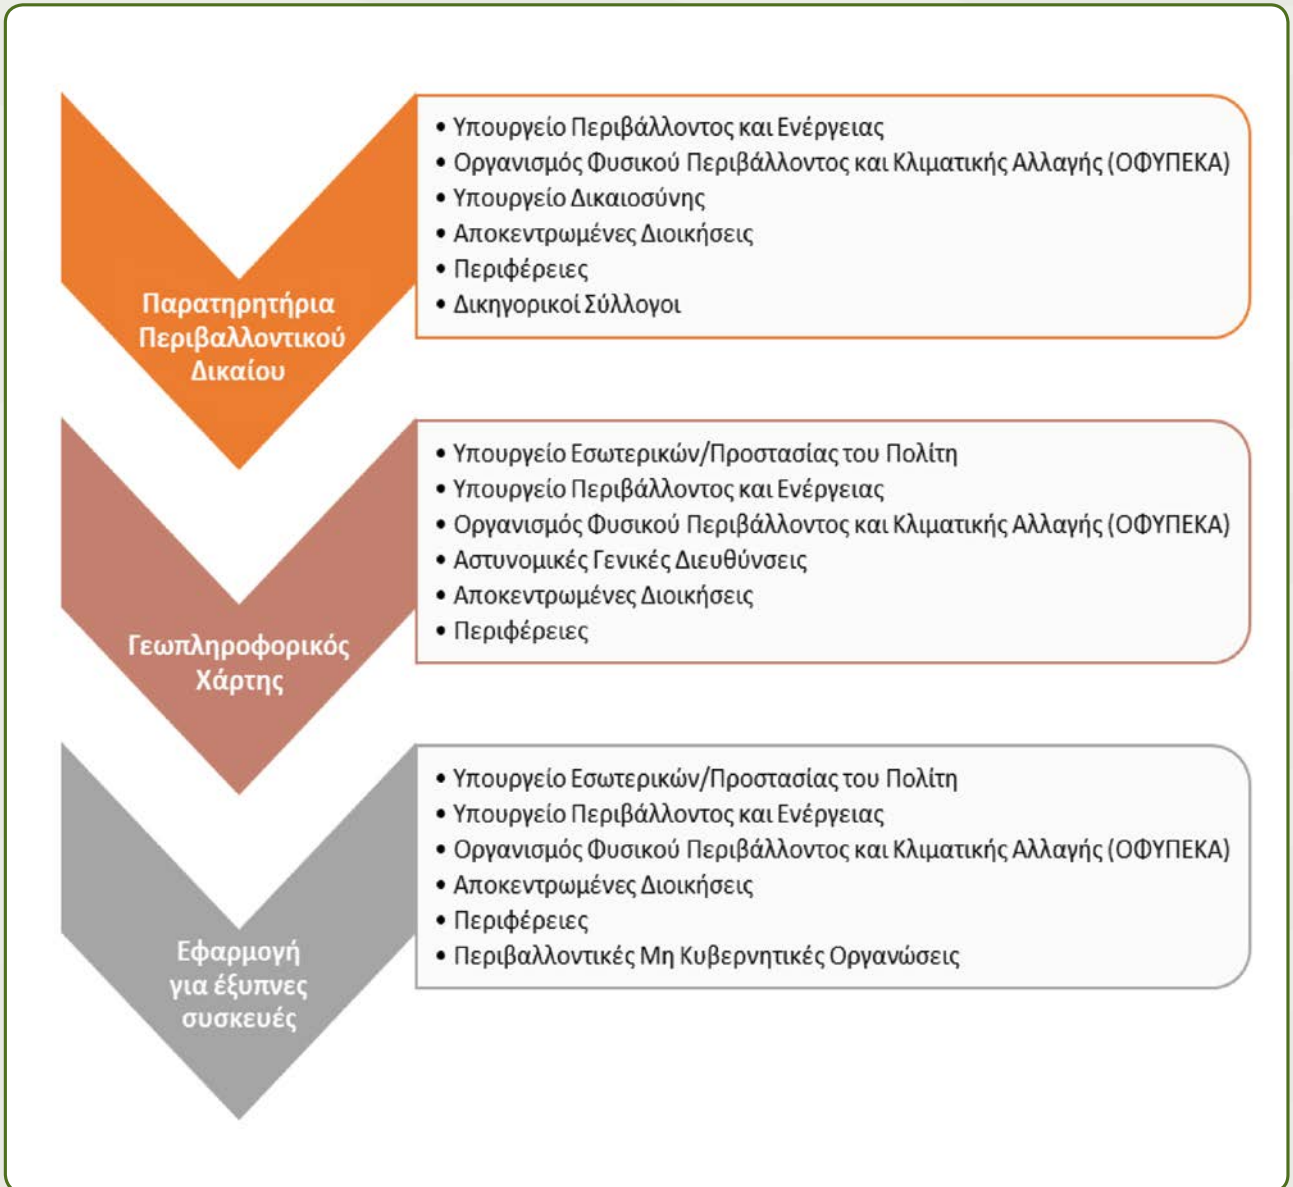 Παρατηρητήρια
Περιβαλλοντικού
Δικαίου
• Υπουργείο Περιβάλλοντος και Ενέργειας
• Οργανισμός Φυσικού Περιβάλλοντος και Κλιματικής Αλλαγής (ΟΦΥΠΕΚΑ)
• Υπουργείο Δικαιοσύνης
• Αποκεντρωμένες Διοικήσεις
• Περιφέρειες
• Δικηγορικοί Σύλλογοι
Γεωπληροφορικός
Χάρτης
• Υπουργείο Εσωτερικών/Προστασίας του Πολίτη
• Υπουργείο Περιβάλλοντος και Ενέργειας
• Οργανισμός Φυσικού Περιβάλλοντος και Κλιματικής Αλλαγής (ΟΦΥΠΕΚΑ)
• Αστυνομικές Γενικές Διευθύνσεις
• Αποκεντρωμένες Διοικήσεις
• Περιφέρειες
Εφαρμογή
για έξυπνες
συσκευές
• Υπουργείο Εσωτερικών/Προστασίας του Πολίτη
• Υπουργείο Περιβάλλοντος και Ενέργειας
• Οργανισμός Φυσικού Περιβάλλοντος και Κλιματικής Αλλαγής (ΟΦΥΠΕΚΑ)
• Αποκεντρωμένες Διοικήσεις
• Περιφέρειες
• Περιβαλλοντικές Μη Κυβερνητικές Οργανώσεις